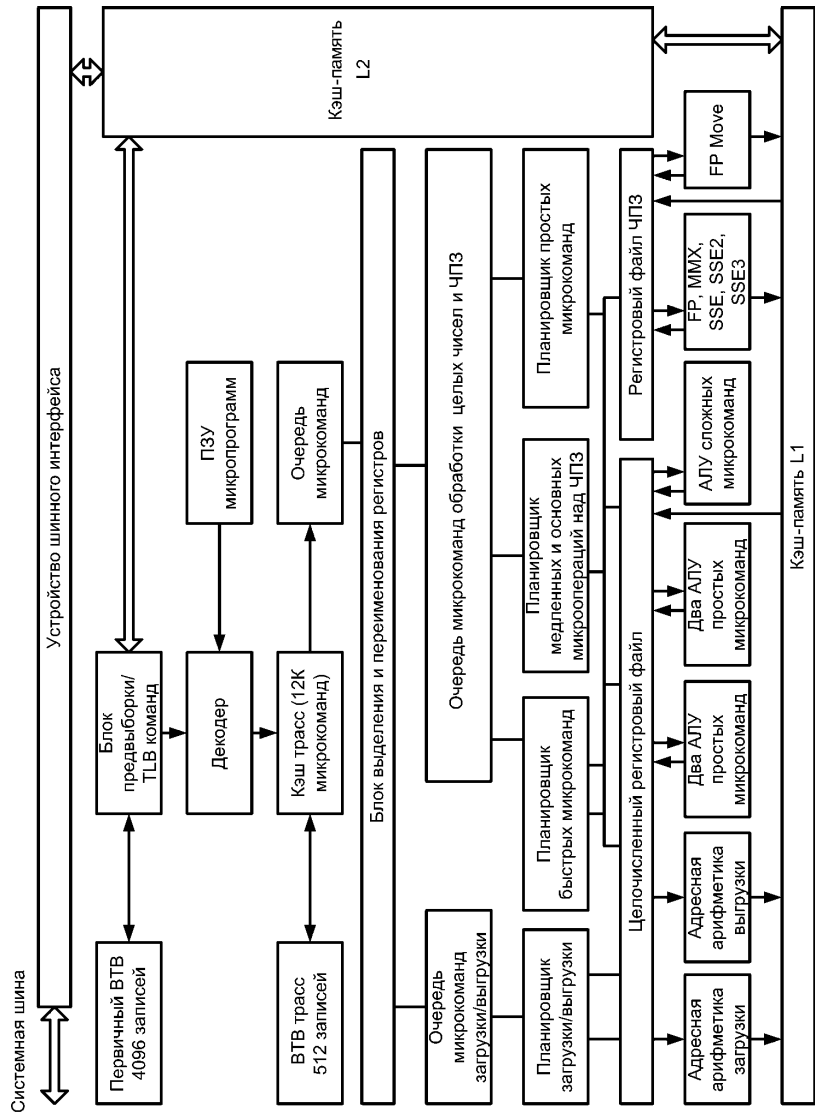 Системная шина
Устройство шинного интерфейса
Первичный BTB
4096 записей
Блок
предвыборки/
TLB команд
Кэш-память
L2
Декодер
ПЗУ
микропрограмм
BTB трасс
512 записей
Кэш трасс (12К
микрокоманд)
Очередь
микрокоманд
Блок выделения и переименования регистров
Очередь
микрокоманд
загрузки/выгрузки
Очередь микрокоманд обработки целых чисел и ЧПЗ
Планировщик
загрузки/выгрузки
Планировщик
быстрых микрокоманд
Планировщик
медленных и основных
микроопераций над ЧПЗ
Планировщик простых
микрокоманд
Целочисленный регистровый файл
Регистровый файл ЧПЗ
Адресная
арифметика
загрузки
Адресная
арифметика
выгрузки
Два АЛУ
простых
микрокоманд
Два АЛУ
простых
микрокоманд
АЛУ сложных
микрокоманд
FP, MMX,
SSE, SSE2,
SSE3
FP Move
Кэш-память L1